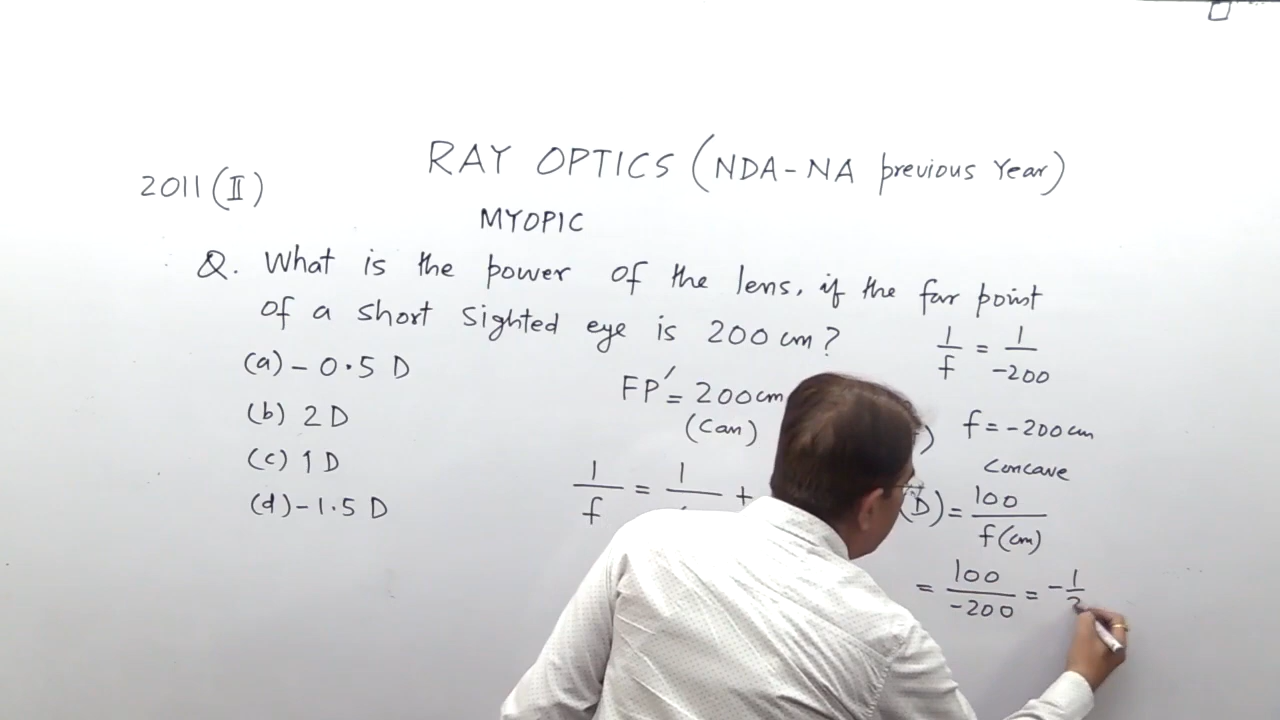 RAY OPTICS (NDA-NA previous Year)
2011 (II)
MYOPIC
Q. What is the power of the lens, if the far point
of a short sighted eye is 200 cm?
(a) - 0.5 D
(b) 2 D
(c) 1 D
(d) -1.5 D
FP′ = 200 cm
(Can)
1/f = 1/
+
1/f = 1/-200
f = -200 cm
Concave
(D) = 100/f(cm)
= 100/-200 = -1/2